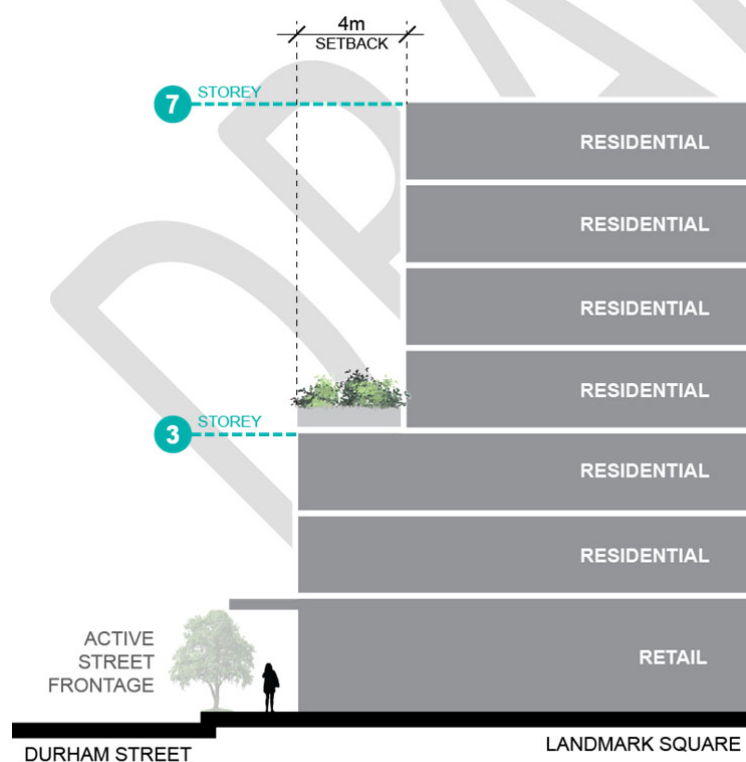 4m
SETBACK
7 STOREY
RESIDENTIAL
RESIDENTIAL
RESIDENTIAL
RESIDENTIAL
3 STOREY
RESIDENTIAL
RESIDENTIAL
ACTIVE
STREET
FRONTAGE
RETAIL
DURHAM STREET
LANDMARK SQUARE